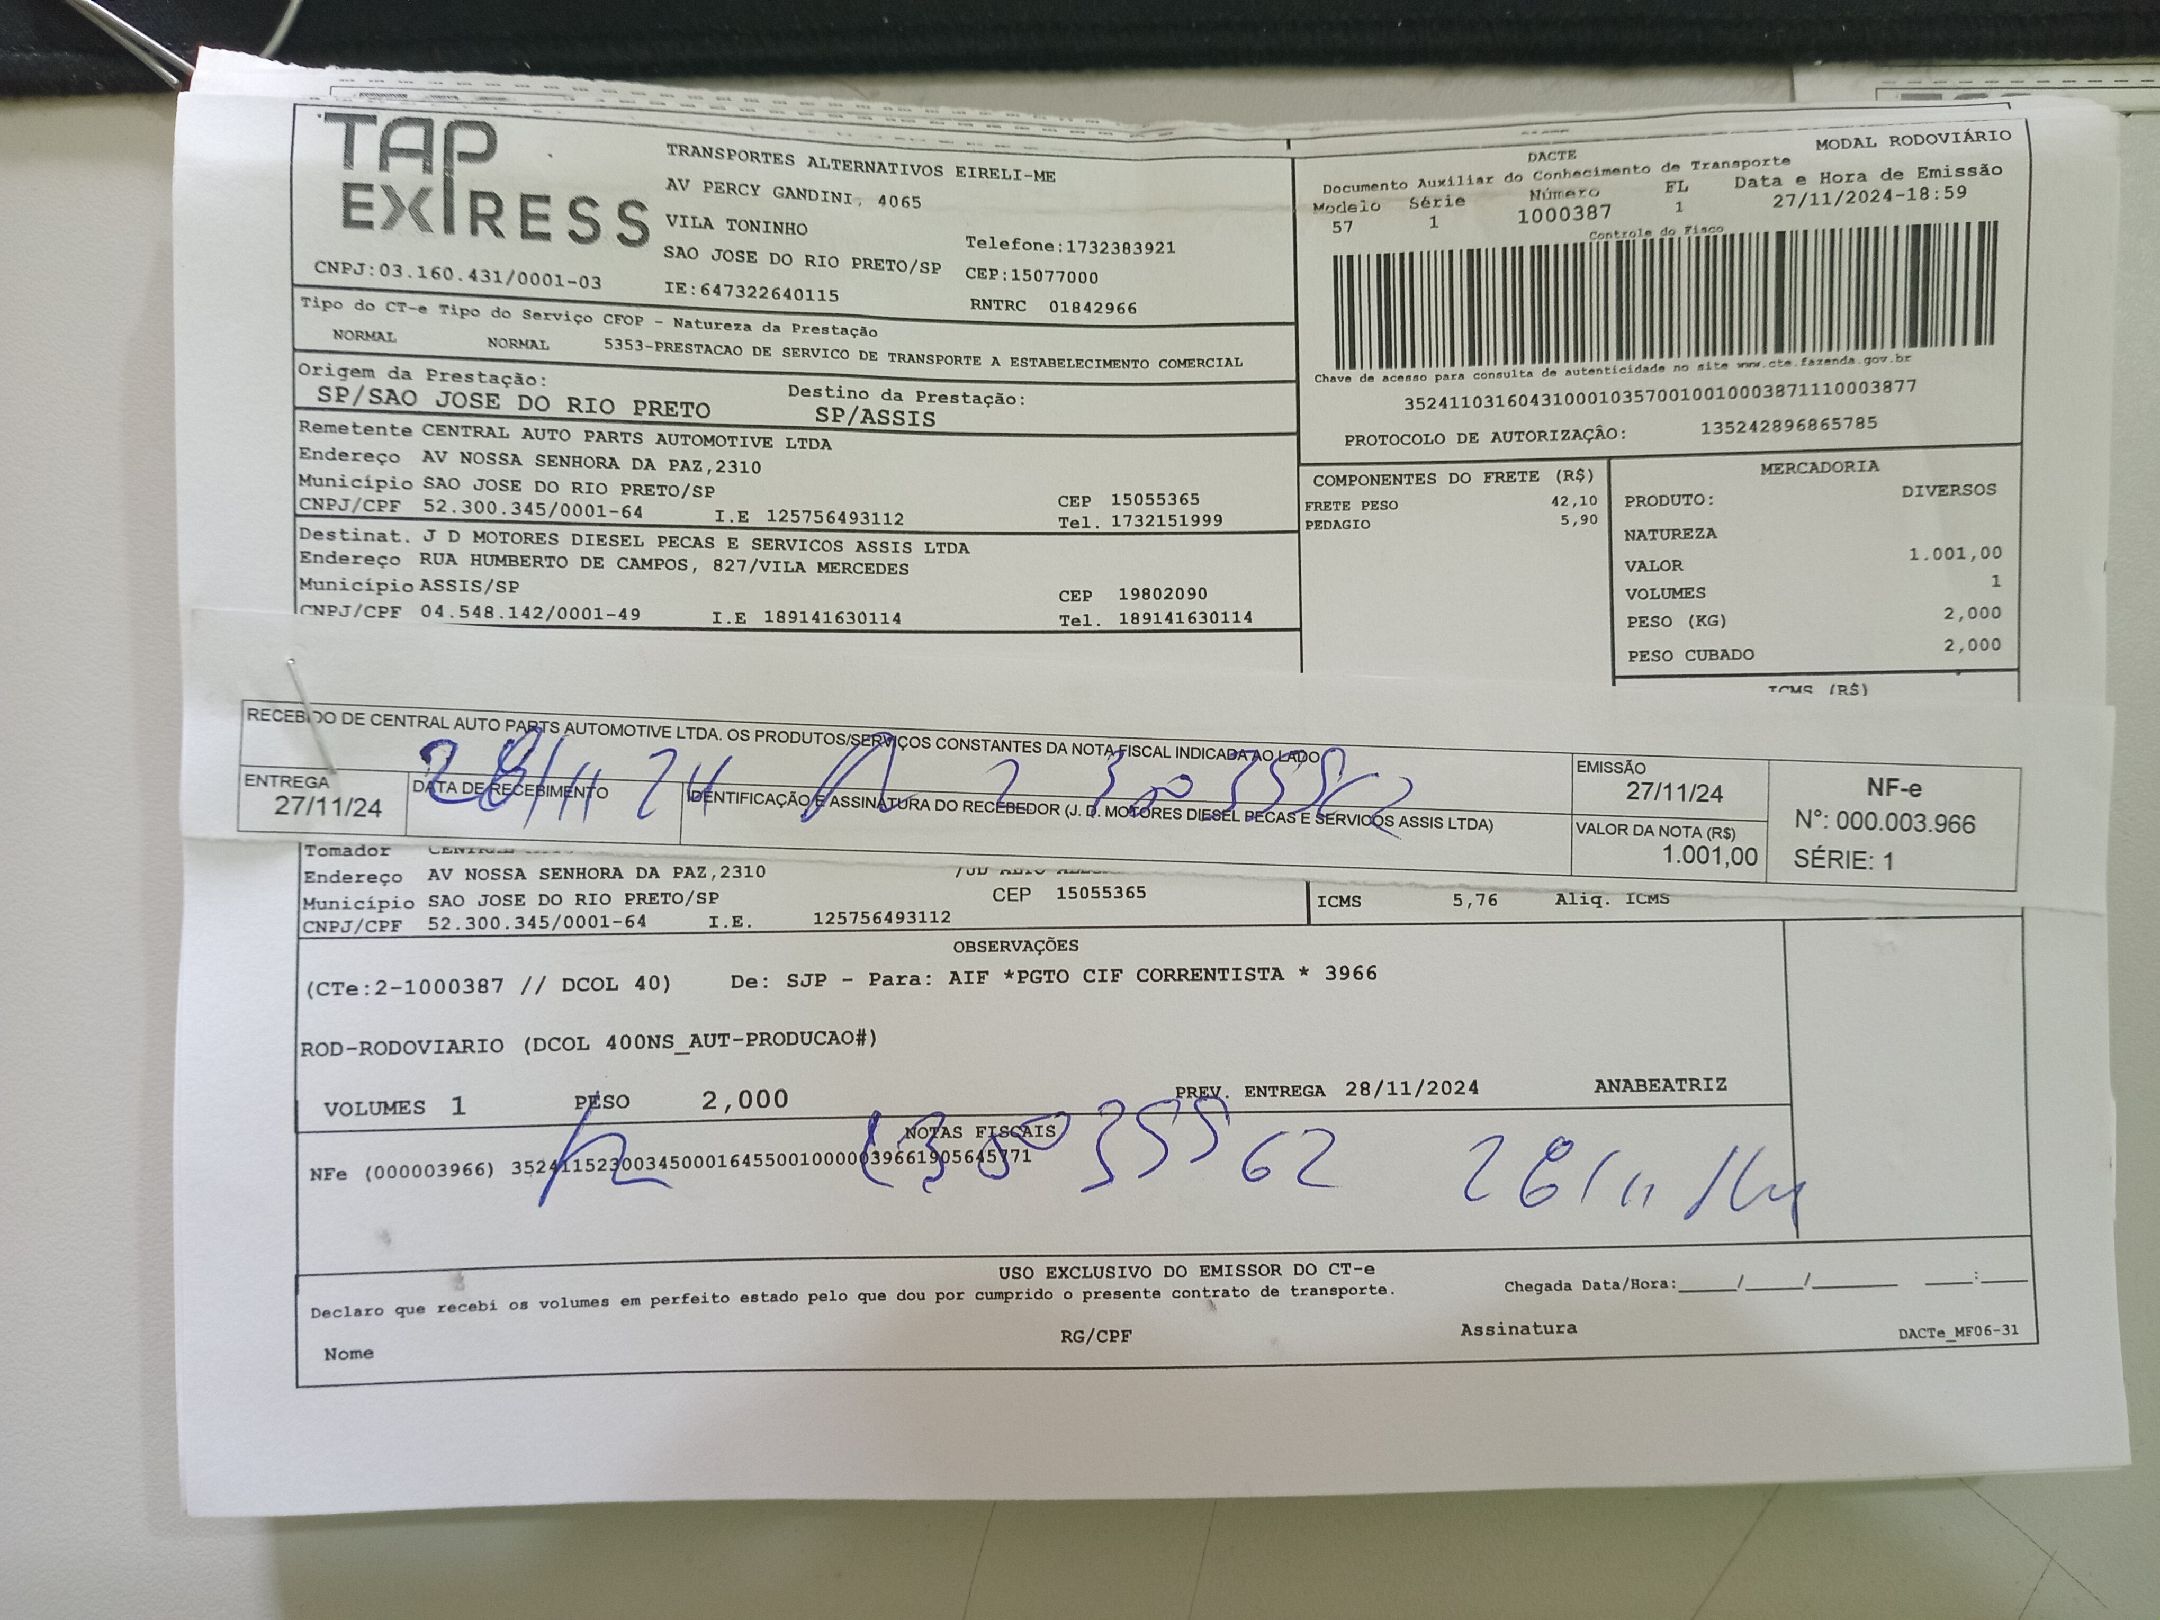 TAP
EXPRESS
CNPJ:03.160.431/0001-03
TRANSPORTES ALTERNATIVOS EIRELI-ME
AV PERCY GANDINI, 4065
VILA TONINHO
SAO JOSE DO RIO PRETO/SP
IE:647322640115
Telefone:1732383921
CEP:15077000
RNTRC 01842966
MODAL RODOVIÁRIO
DACTE
Documento Auxiliar do Conhecimento de Transporte
Modelo Série Número FL Data e Hora de Emissão
57 1 1000387 1 27/11/2024-18:59
Controle do Fisco
Chave de acesso para consulta de autenticidade no site www.cte.fazenda.gov.br
35241103160431000103570010010003871110003877
PROTOCOLO DE AUTORIZAÇÃO: 135242896865785
Tipo do CT-e Tipo do Serviço CFOP - Natureza da Prestação
NORMAL NORMAL 5353-PRESTACAO DE SERVICO DE TRANSPORTE A ESTABELECIMENTO COMERCIAL
Origem da Prestação: Destino da Prestação:
SP/SAO JOSE DO RIO PRETO SP/ASSIS
Remetente CENTRAL AUTO PARTS AUTOMOTIVE LTDA
Endereço AV NOSSA SENHORA DA PAZ,2310
Município SAO JOSE DO RIO PRETO/SP CEP 15055365
CNPJ/CPF 52.300.345/0001-64 I.E 125756493112 Tel. 1732151999
Destinat. J D MOTORES DIESEL PECAS E SERVICOS ASSIS LTDA
Endereço RUA HUMBERTO DE CAMPOS, 827/VILA MERCEDES
Município ASSIS/SP CEP 19802090
CNPJ/CPF 04.548.142/0001-49 I.E 189141630114 Tel. 189141630114
COMPONENTES DO FRETE (R$)
FRETE PESO 42,10
PEDAGIO 5,90
MERCADORIA
PRODUTO: DIVERSOS
NATUREZA
VALOR 1.001,00
VOLUMES 1
PESO (KG) 2,000
PESO CUBADO 2,000
ICMS (R$)
RECEBIDO DE CENTRAL AUTO PARTS AUTOMOTIVE LTDA. OS PRODUTOS/SERVIÇOS CONSTANTES DA NOTA FISCAL INDICADA AO LADO
28/11 24
ENTREGA
27/11/24
DATA DE RECEBIMENTO
IDENTIFICAÇÃO E ASSINATURA DO RECEBEDOR (J. D. MOTORES DIESEL PECAS E SERVICOS ASSIS LTDA)
EMISSÃO
27/11/24
VALOR DA NOTA (R$)
1.001,00
NF-e
N°: 000.003.966
SÉRIE: 1
Tomador
Endereço AV NOSSA SENHORA DA PAZ,2310
Município SAO JOSE DO RIO PRETO/SP CEP 15055365
CNPJ/CPF 52.300.345/0001-64 I.E. 125756493112
ICMS 5,76 Aliq. ICMS
OBSERVAÇÕES
(CTe:2-1000387 // DCOL 40) De: SJP - Para: AIF *PGTO CIF CORRENTISTA * 3966
ROD-RODOVIARIO (DCOL 400NS_AUT-PRODUCAO#)
VOLUMES 1 PESO 2,000 PREV. ENTREGA 28/11/2024 ANABEATRIZ
NOTAS FISCAIS
NFe (000003966) 35241152300345000164550010000039661905645771
28/11/24
USO EXCLUSIVO DO EMISSOR DO CT-e
Declaro que recebi os volumes em perfeito estado pelo que dou por cumprido o presente contrato de transporte.
Chegada Data/Hora:____/____/______ ___:___
Nome RG/CPF Assinatura DACTe_MF06-31